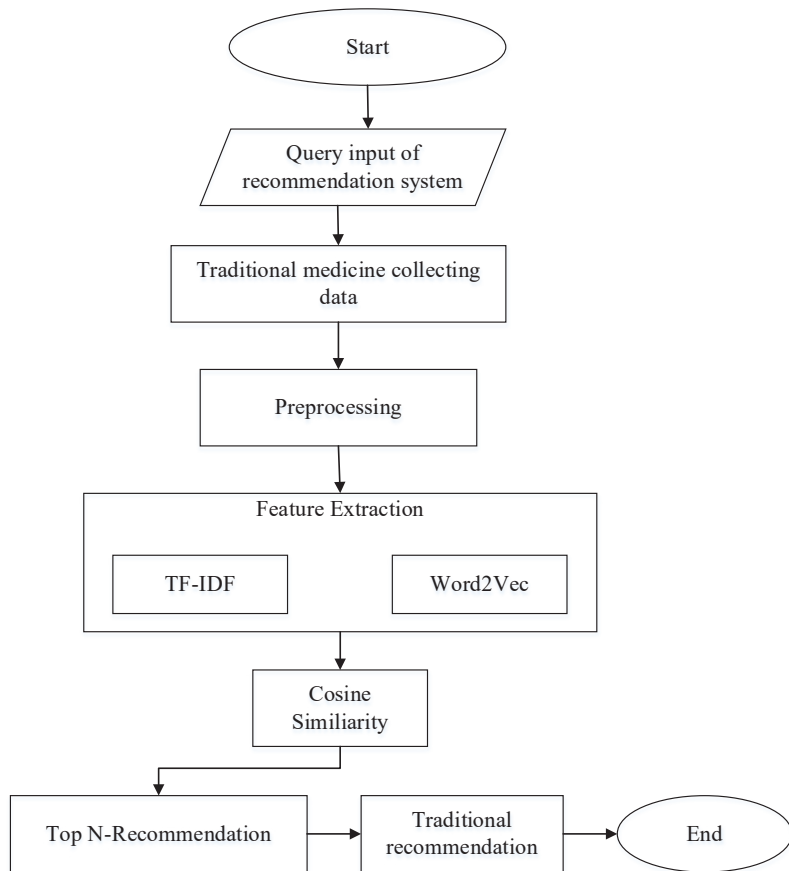 Start
Query input of
recommendation system
Traditional medicine collecting
data
Preprocessing
Feature Extraction
TF-IDF
Word2Vec
Cosine
Similiarity
Top N-Recommendation
Traditional
recommendation
End